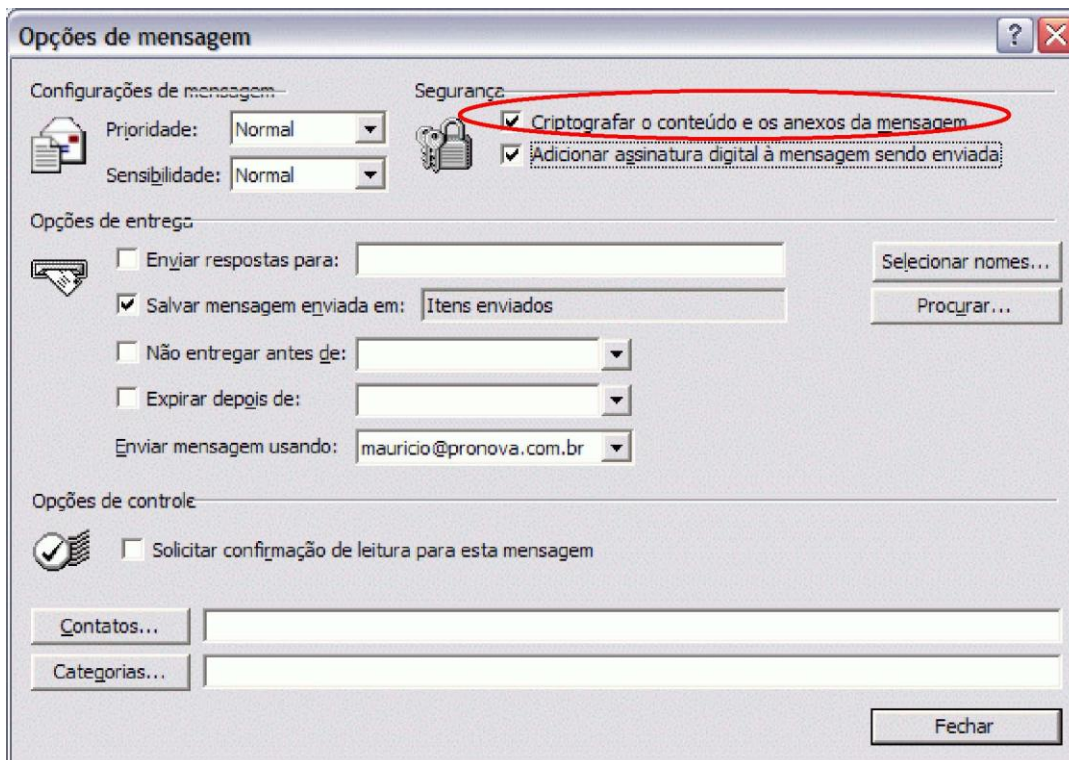 Opções de mensagem
Configurações de mensagem
Segurança
Prioridade: Normal
Criptografar o conteúdo e os anexos da mensagem
Sensibilidade: Normal
Adicionar assinatura digital à mensagem sendo enviada
Opções de entrega
Enviar respostas para:
Selecionar nomes...
Salvar mensagem enviada em: Itens enviados
Procurar...
Não entregar antes de:
Expirar depois de:
Enviar mensagem usando: mauricio@pronova.com.br
Opções de controle
Solicitar confirmação de leitura para esta mensagem
Contatos...
Categorias...
Fechar